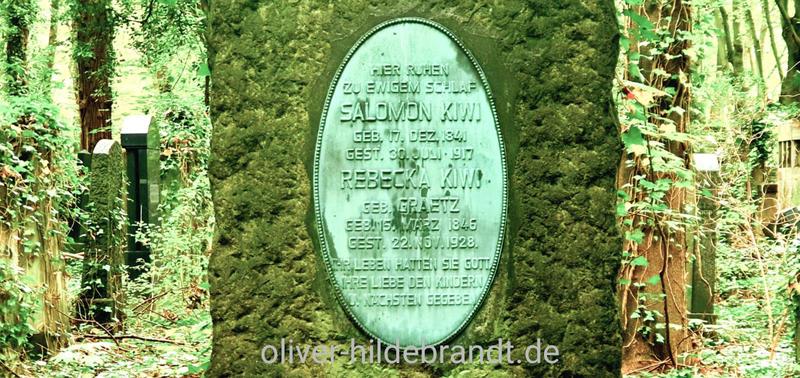 HIER RUHEN
ZU EWIGEM SCHLAF
SALOMON KIWI
GEB. 17. DEZ. 1841
GEST. 30. JULI · 1917
REBECKA KIWI
GEB. GRAETZ
GEB. 15. MÄRZ 1846
GEST. 22. NOV. 1928.
IHR LEBEN HATTEN SIE GOTT
IHRE LIEBE DEN KINDERN
U. NÄCHSTEN GEGEBEN
oliver-hildebrandt.de